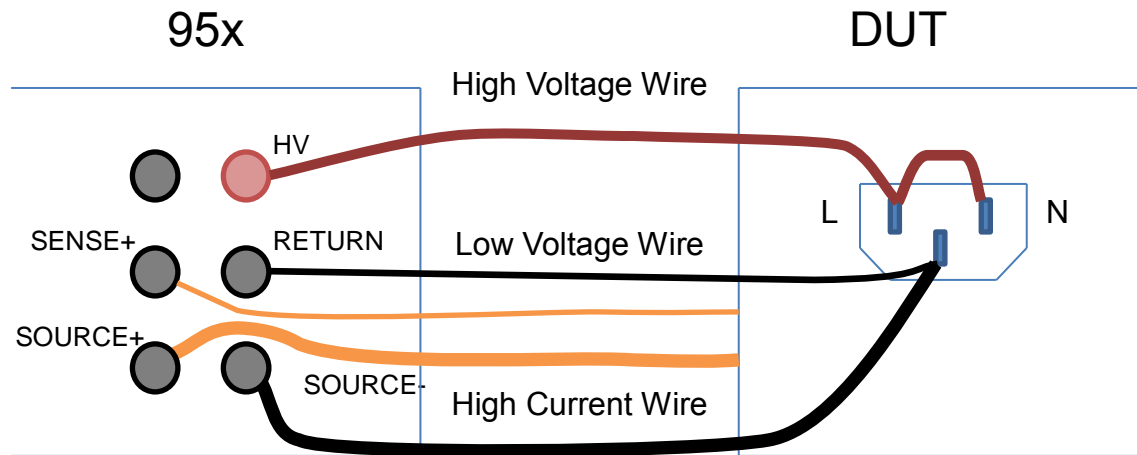 95x
DUT
High Voltage Wire
HV
L
N
SENSE+
RETURN
Low Voltage Wire
SOURCE+
SOURCE-
High Current Wire